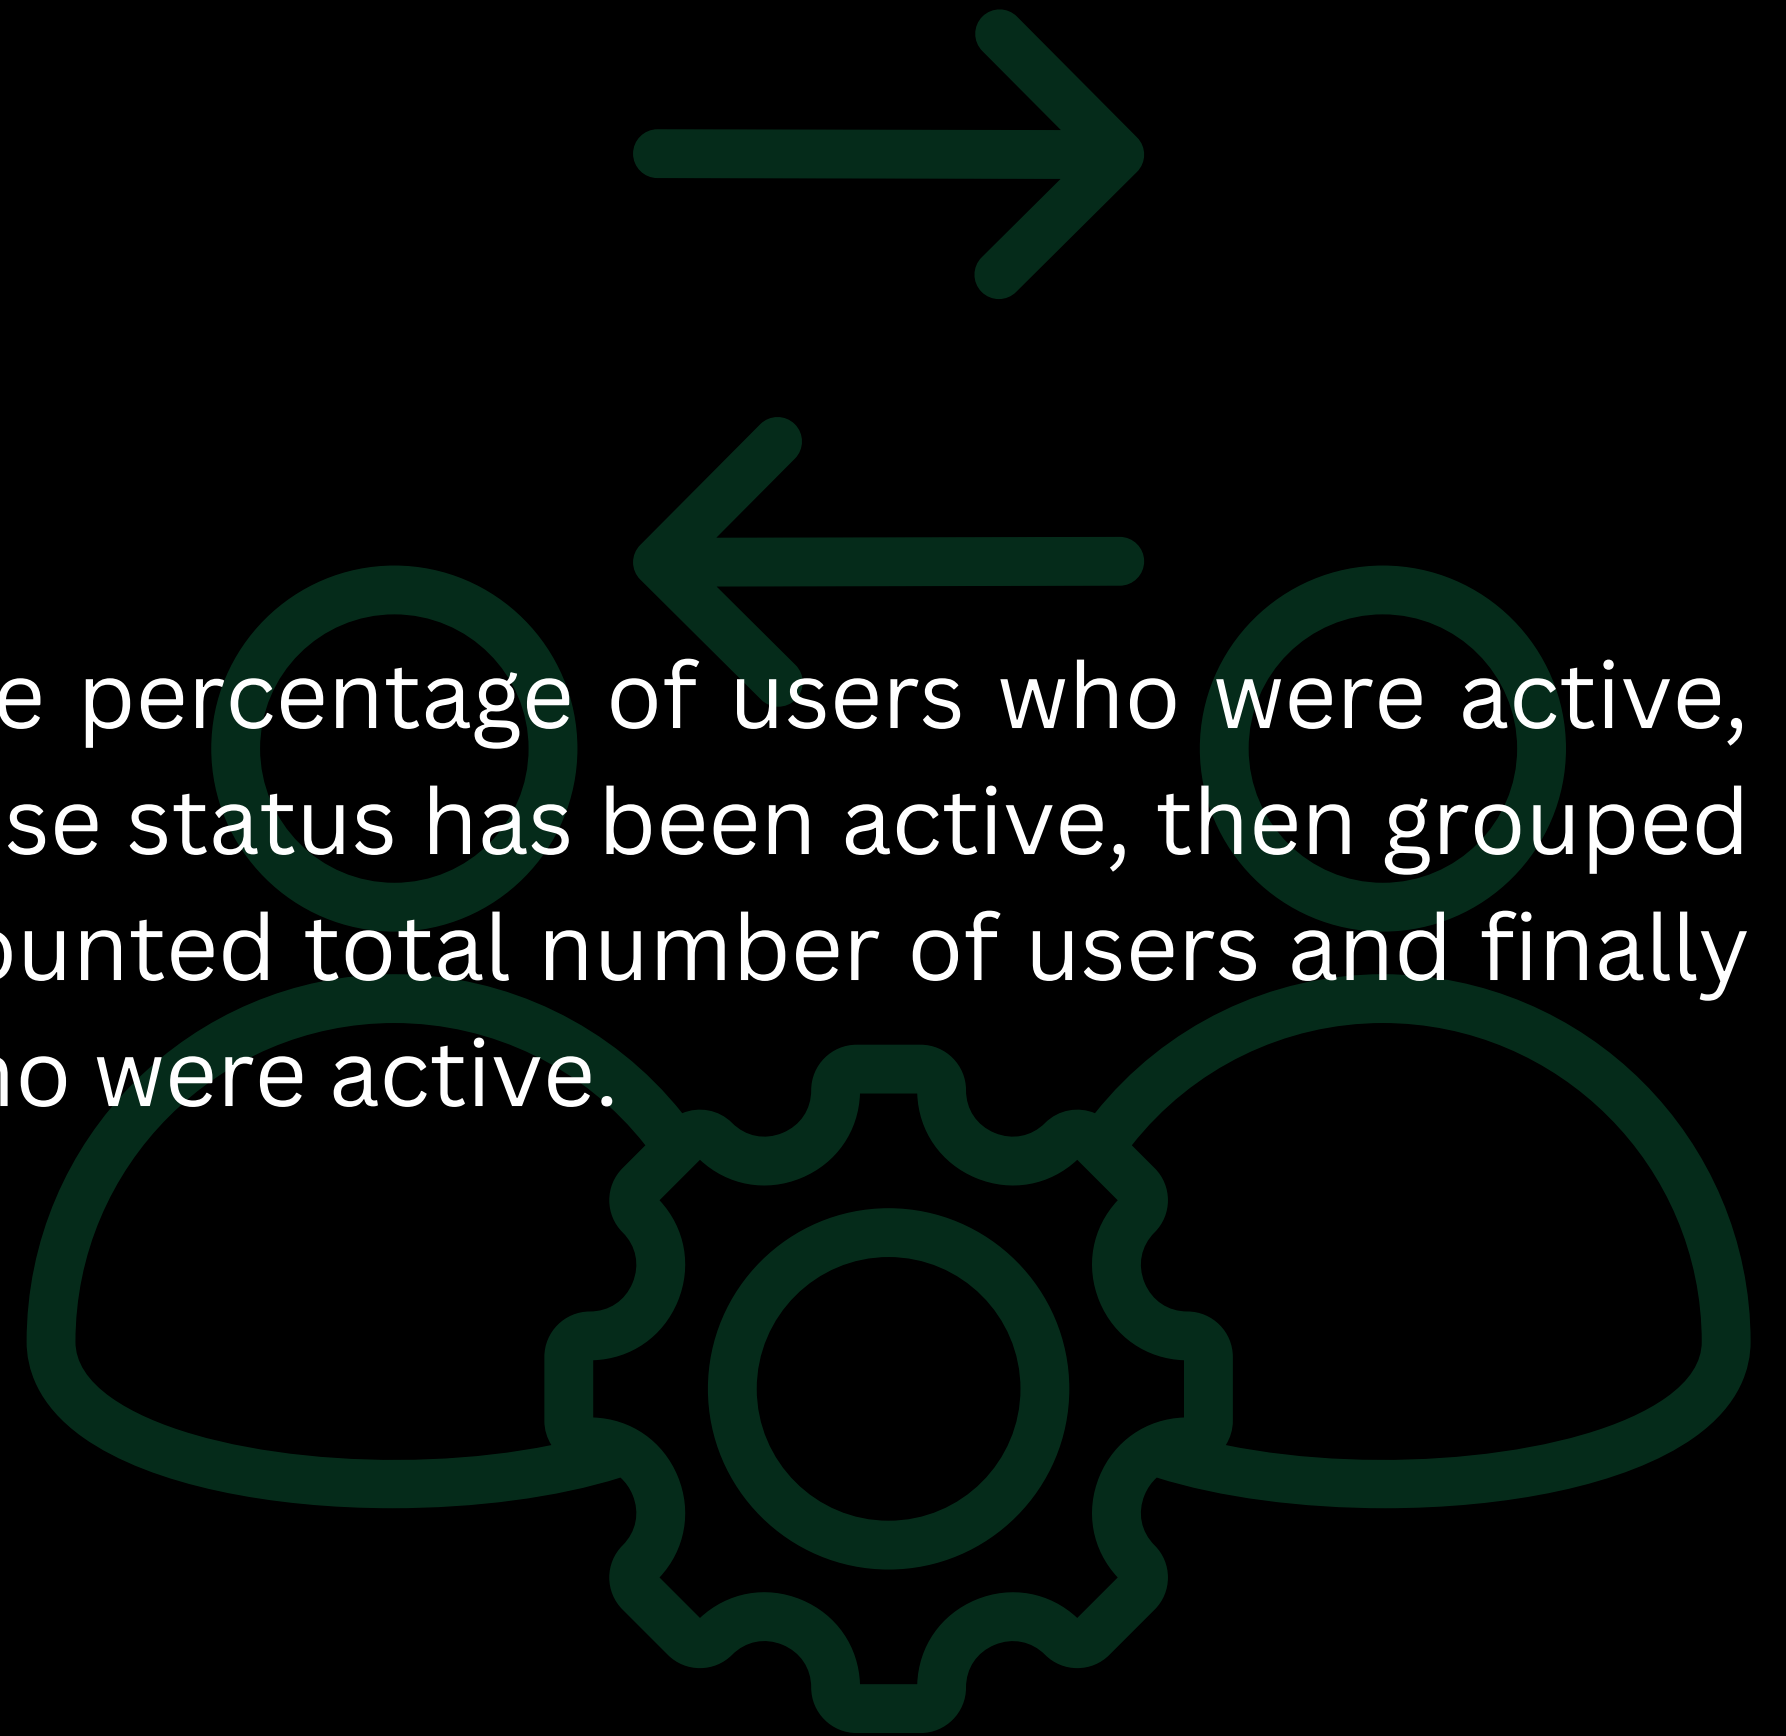 e percentage of users who were active,
se status has been active, then grouped
ounted total number of users and finally
ho were active.